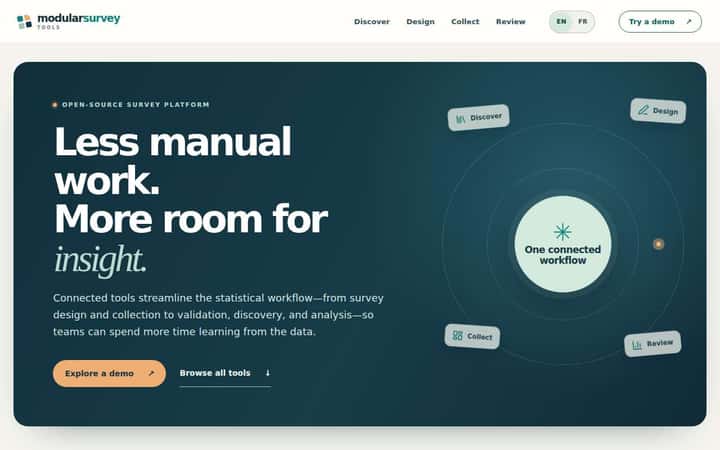 modularsurvey
TOOLS
Discover
Design
Collect
Review
EN
FR
Try a demo ↗
OPEN-SOURCE SURVEY PLATFORM
Less manual
work.
More room for
insight.
Connected tools streamline the statistical workflow—from survey
design and collection to validation, discovery, and analysis—so
teams can spend more time learning from the data.
Explore a demo ↗
Browse all tools ↓
Discover
Design
One connected
workflow
Collect
Review